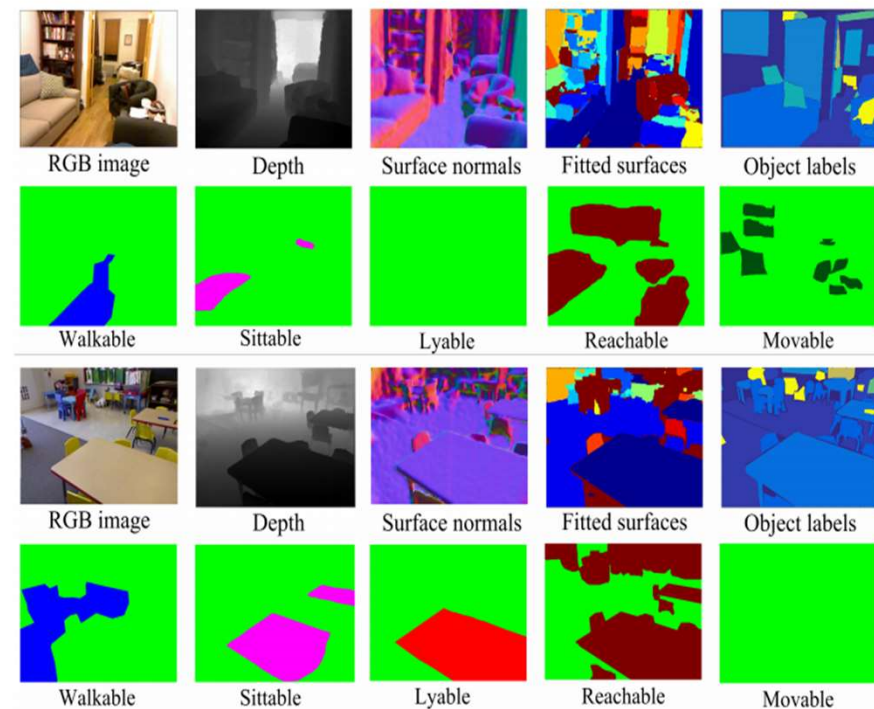 RGB image Depth Surface normals Fitted surfaces Object labels
Walkable Sittable Lyable Reachable Movable
RGB image Depth Surface normals Fitted surfaces Object labels
Walkable Sittable Lyable Reachable Movable